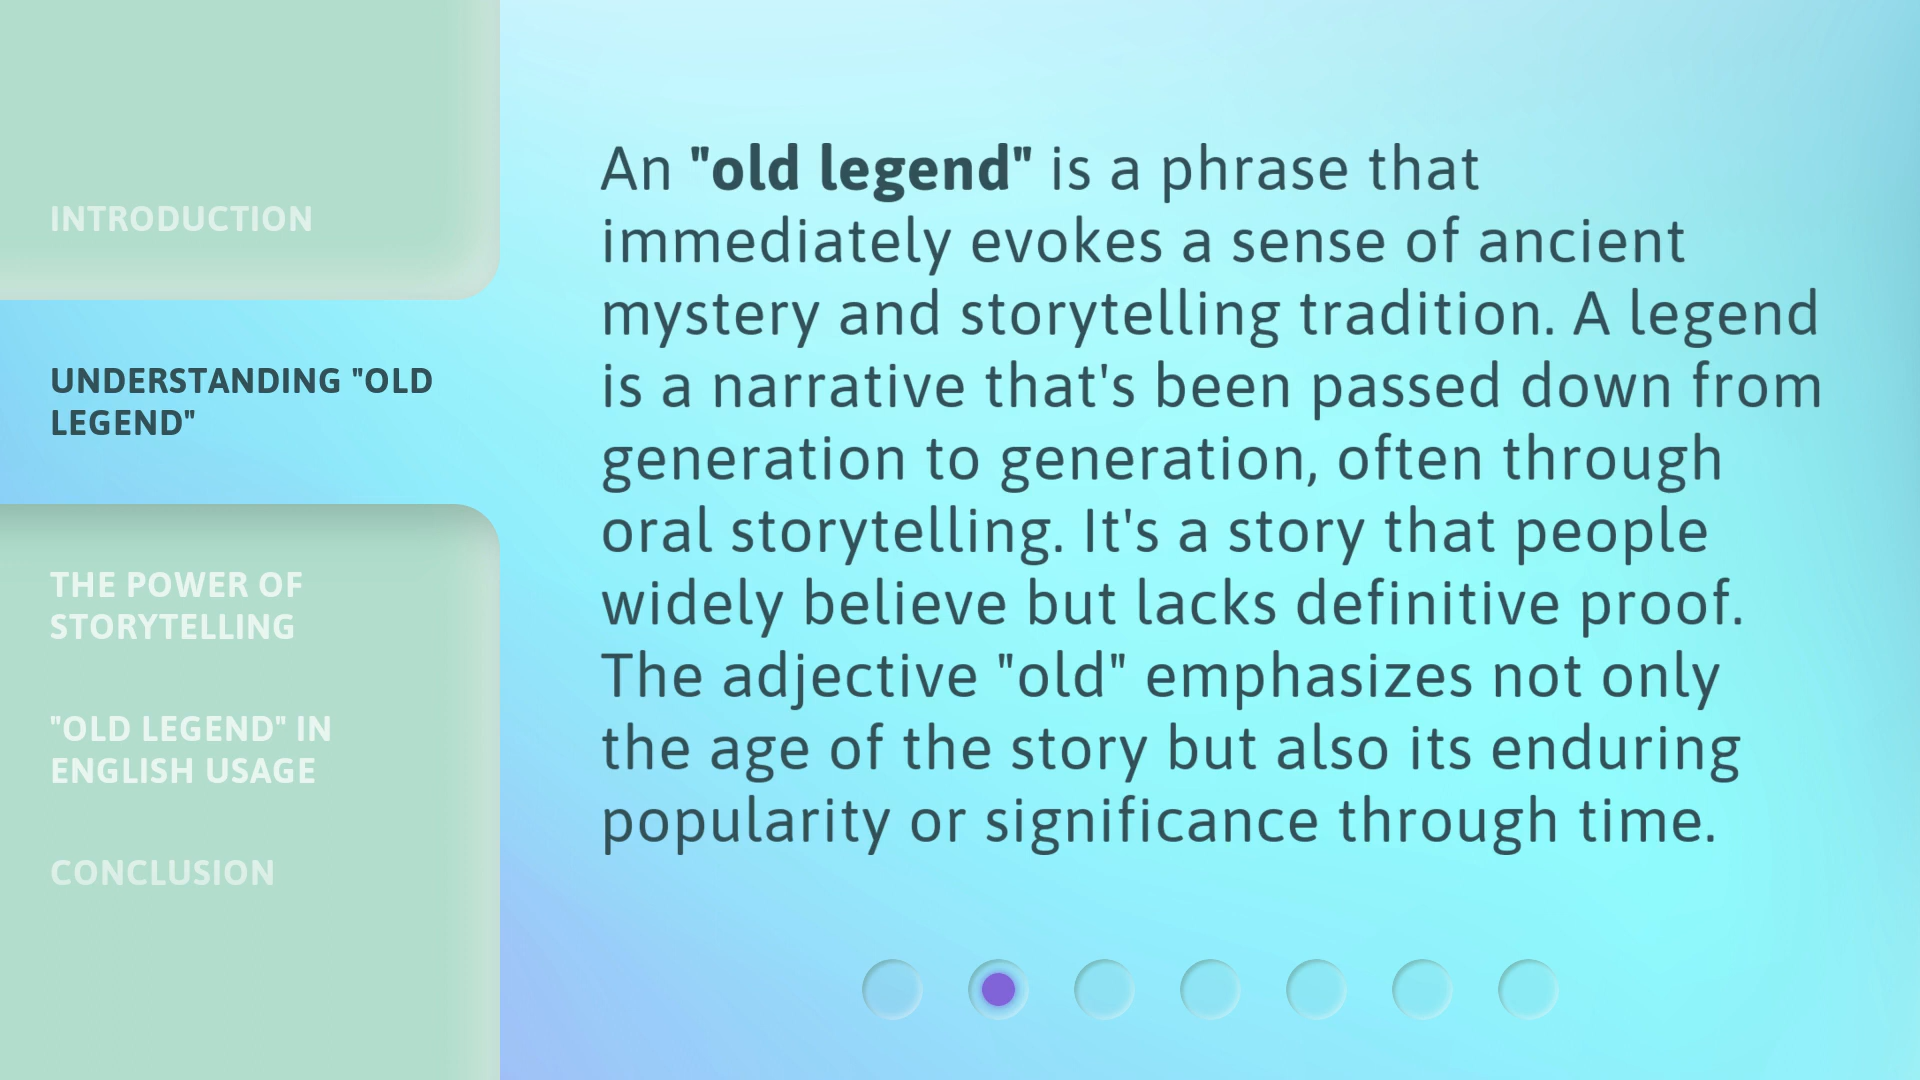 INTRODUCTION
UNDERSTANDING "OLD
LEGEND"
THE POWER OF
STORYTELLING
"OLD LEGEND" IN
ENGLISH USAGE
CONCLUSION
An "old legend" is a phrase that
immediately evokes a sense of ancient
mystery and storytelling tradition. A legend
is a narrative that's been passed down from
generation to generation, often through
oral storytelling. It's a story that people
widely believe but lacks definitive proof.
The adjective "old" emphasizes not only
the age of the story but also its enduring
popularity or significance through time.